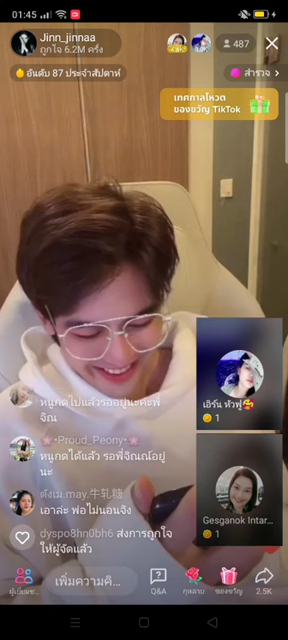 01:45
Jinn_jinnaa
ถูกใจ 6.2M ครั้ง
487
อันดับ 87 ประจำสัปดาห์
สำรวจ >
เทศกาลโหวต
ของขวัญ TikTok
หนูกดไปแล้วรออยู่นะคะพี่
จิณ
•Proud_Peony•
หนูกดได้แล้ว รอพี่จิณณ์อยู่
นะ
ตังเม.may.牛轧糖
เอาล่ะ พ่อไม่นอนจิง
dyspo8hn0bh6 ส่งการถูกใจ
ให้ผู้จัดแล้ว
เอิร์น หัวฟู
1
Gesganok Intar...
1
ผู้เยี่ยมช...
เพิ่มความคิ...
Q&A
กุหลาบ
ของขวัญ
2.5K